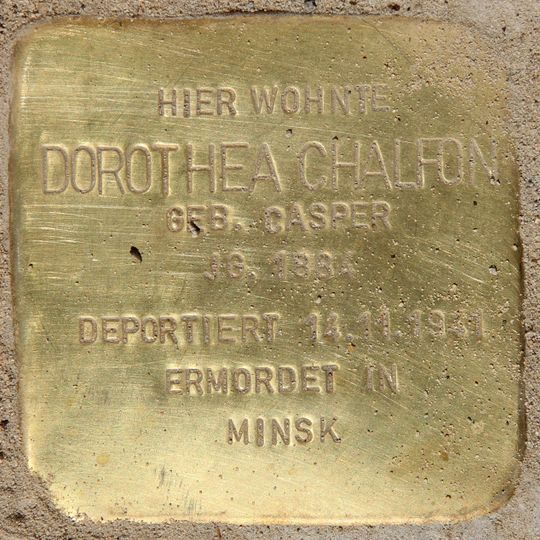 HIER WOHNTE
DOROTHEA CHALFON
GEB. CASPER
JG. 1884
DEPORTIERT 14.11.1941
ERMORDET IN
MINSK